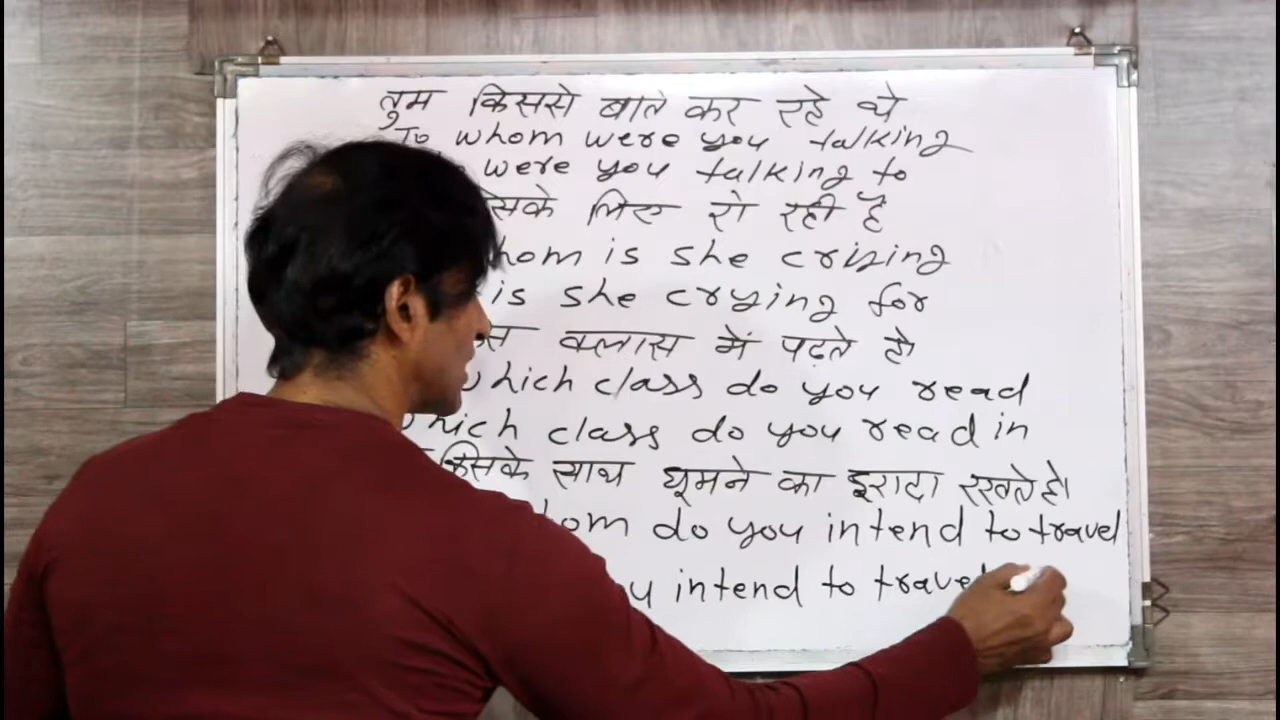 तुम किससे बाते कर रहे थे
To whom were you talking
were you talking to
लिए रो रही है
is she crying
is she crying for
क्लास में पढ़ते हो
which class do you read
which class do you read in
किसके साथ घूमने का इरादा रखते हो
do you intend to travel
intend to travel